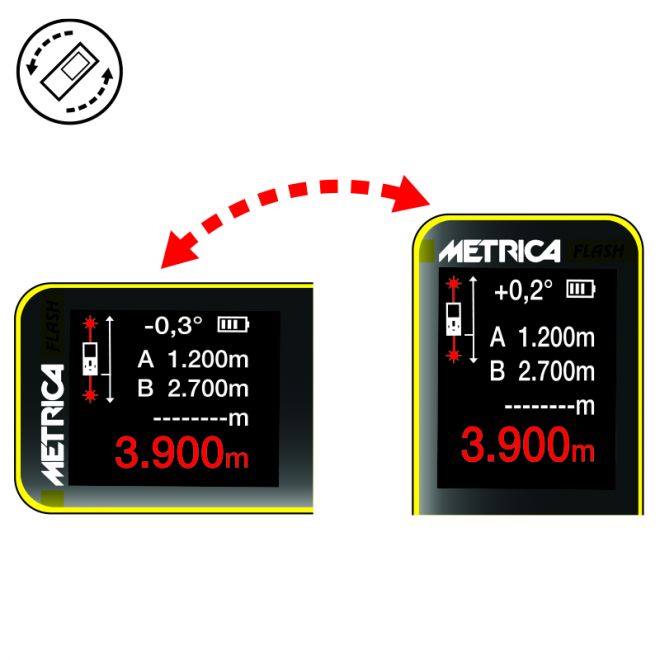 METRICA FLASH
-0,3°
A 1.200m
B 2.700m
--------m
3.900m
METRICA FLASH
+0,2°
A 1.200m
B 2.700m
--------m
3.900m